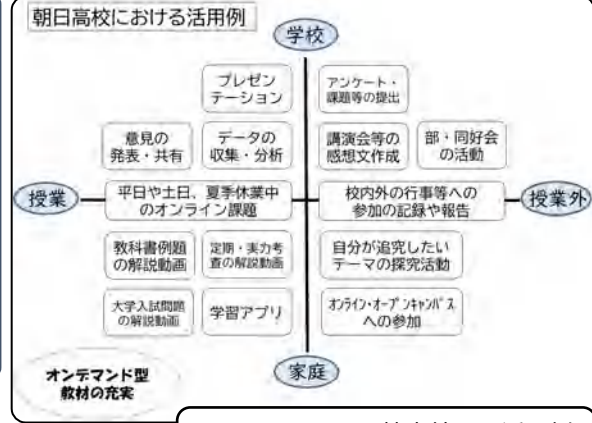 朝日高校における活用例
学校
プレゼン
テーション
アンケート・
課題等の提出
意見の
発表・共有
データの
収集・分析
講演会等の
感想文作成
部・同好会
の活動
授業
平日や土日、夏季休業中
のオンライン課題
校内外の行事等への
参加の記録や報告
授業外
教科書例題
の解説動画
定期・実力考
査の解説動画
自分が追究したい
テーマの探究活動
大学入試問題
の解説動画
学習アプリ
オンライン・オープンキャンパス
への参加
オンデマンド型
教材の充実
家庭